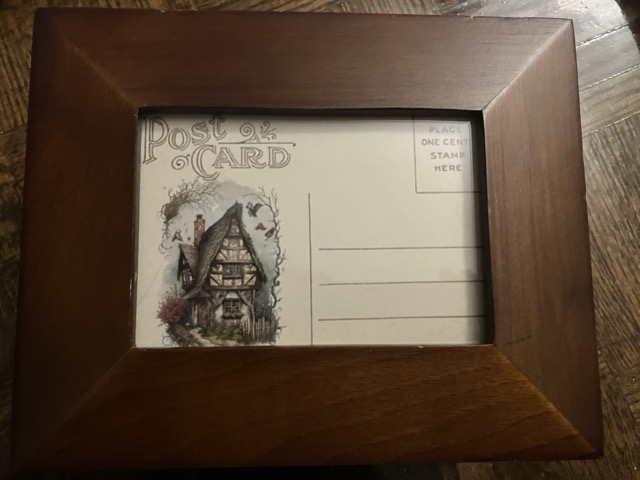 Post
CARD
PLACE
ONE CENT
STAMP
HERE